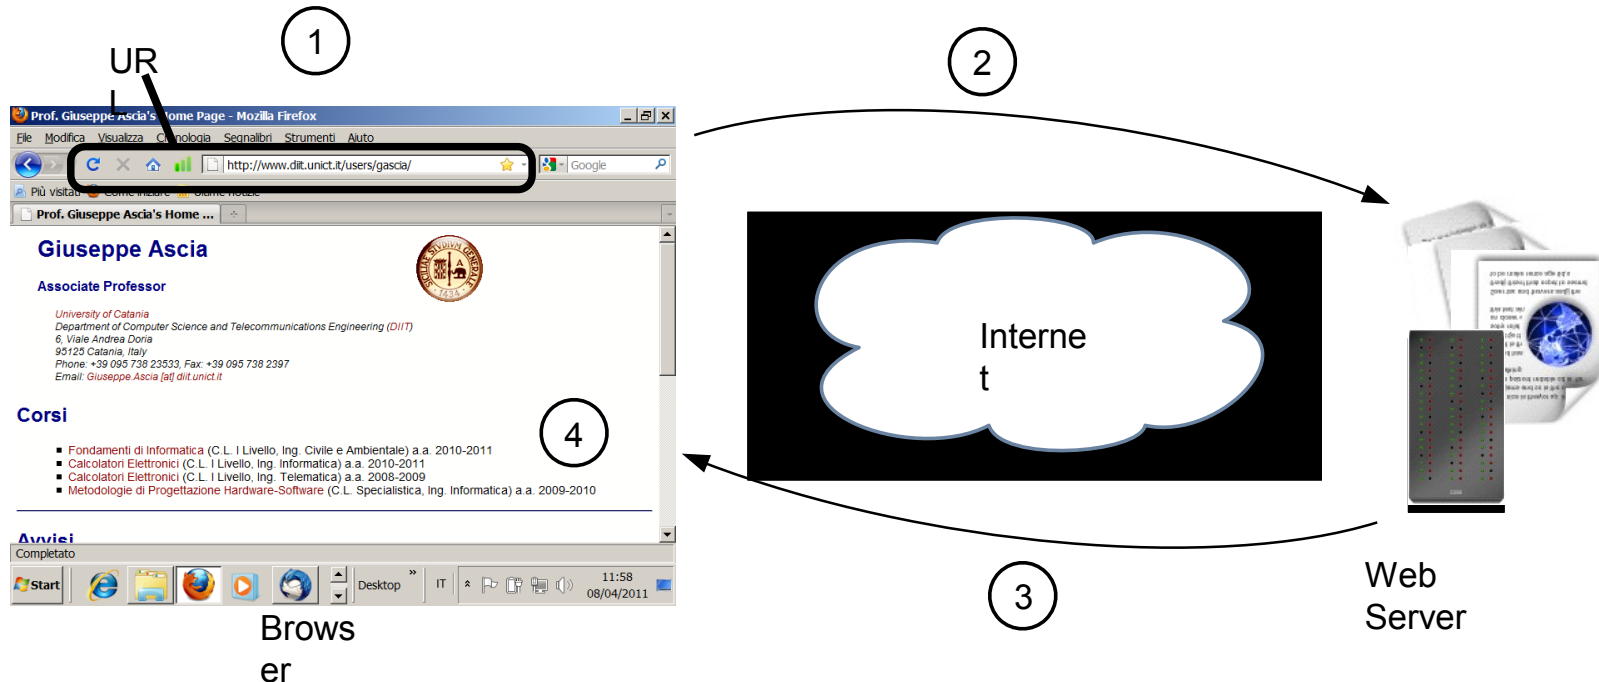 1
UR
L
2
Prof. Giuseppe Ascia's Home Page - Mozilla Firefox
File Modifica Visualizza Cronologia Segnalibri Strumenti Aiuto
http://www.diit.unict.it/users/gascia/
Google
Più visitati Come iniziare Ultime notizie
Prof. Giuseppe Ascia's Home ...
Giuseppe Ascia
Associate Professor
University of Catania
Department of Computer Science and Telecommunications Engineering (DIIT)
6, Viale Andrea Doria
95125 Catania, Italy
Phone: +39 095 738 23533, Fax: +39 095 738 2397
Email: Giuseppe.Ascia [at] diit.unict.it
Corsi
Fondamenti di Informatica (C.L. I Livello, Ing. Civile e Ambientale) a.a. 2010-2011
Calcolatori Elettronici (C.L. I Livello, Ing. Informatica) a.a. 2010-2011
Calcolatori Elettronici (C.L. I Livello, Ing. Telematica) a.a. 2008-2009
Metodologie di Progettazione Hardware-Software (C.L. Specialistica, Ing. Informatica) a.a. 2009-2010
Avvisi
Completato
Start Desktop » IT 11:58
08/04/2011
4
Interne
t
3
Brows
er
Web
Server